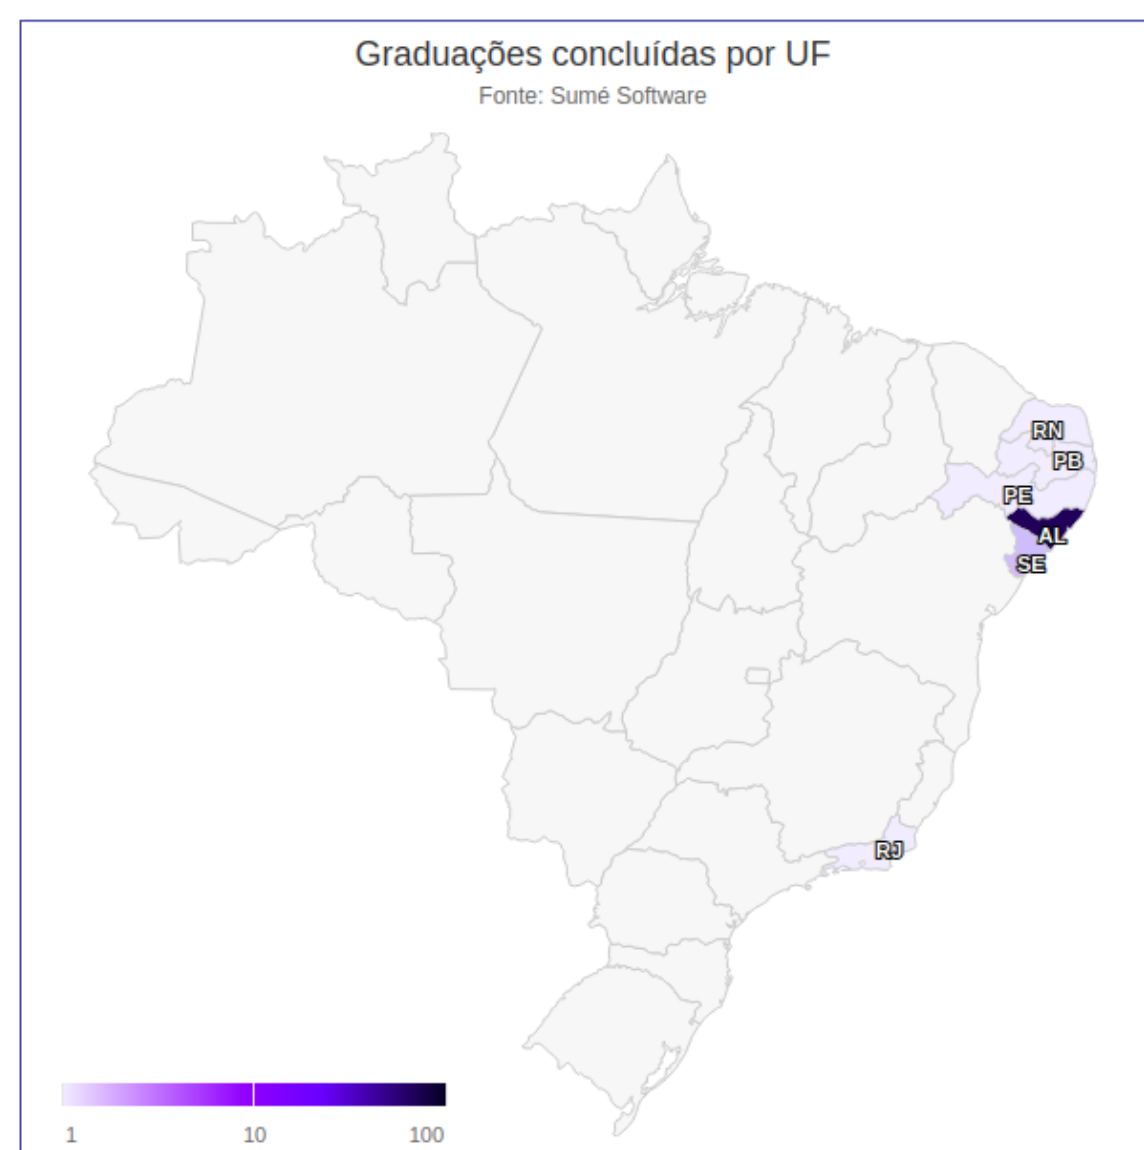 Graduações concluídas por UF
Fonte: Sumé Software
RN
PB
PE
AL
SE
RJ
1 10 100